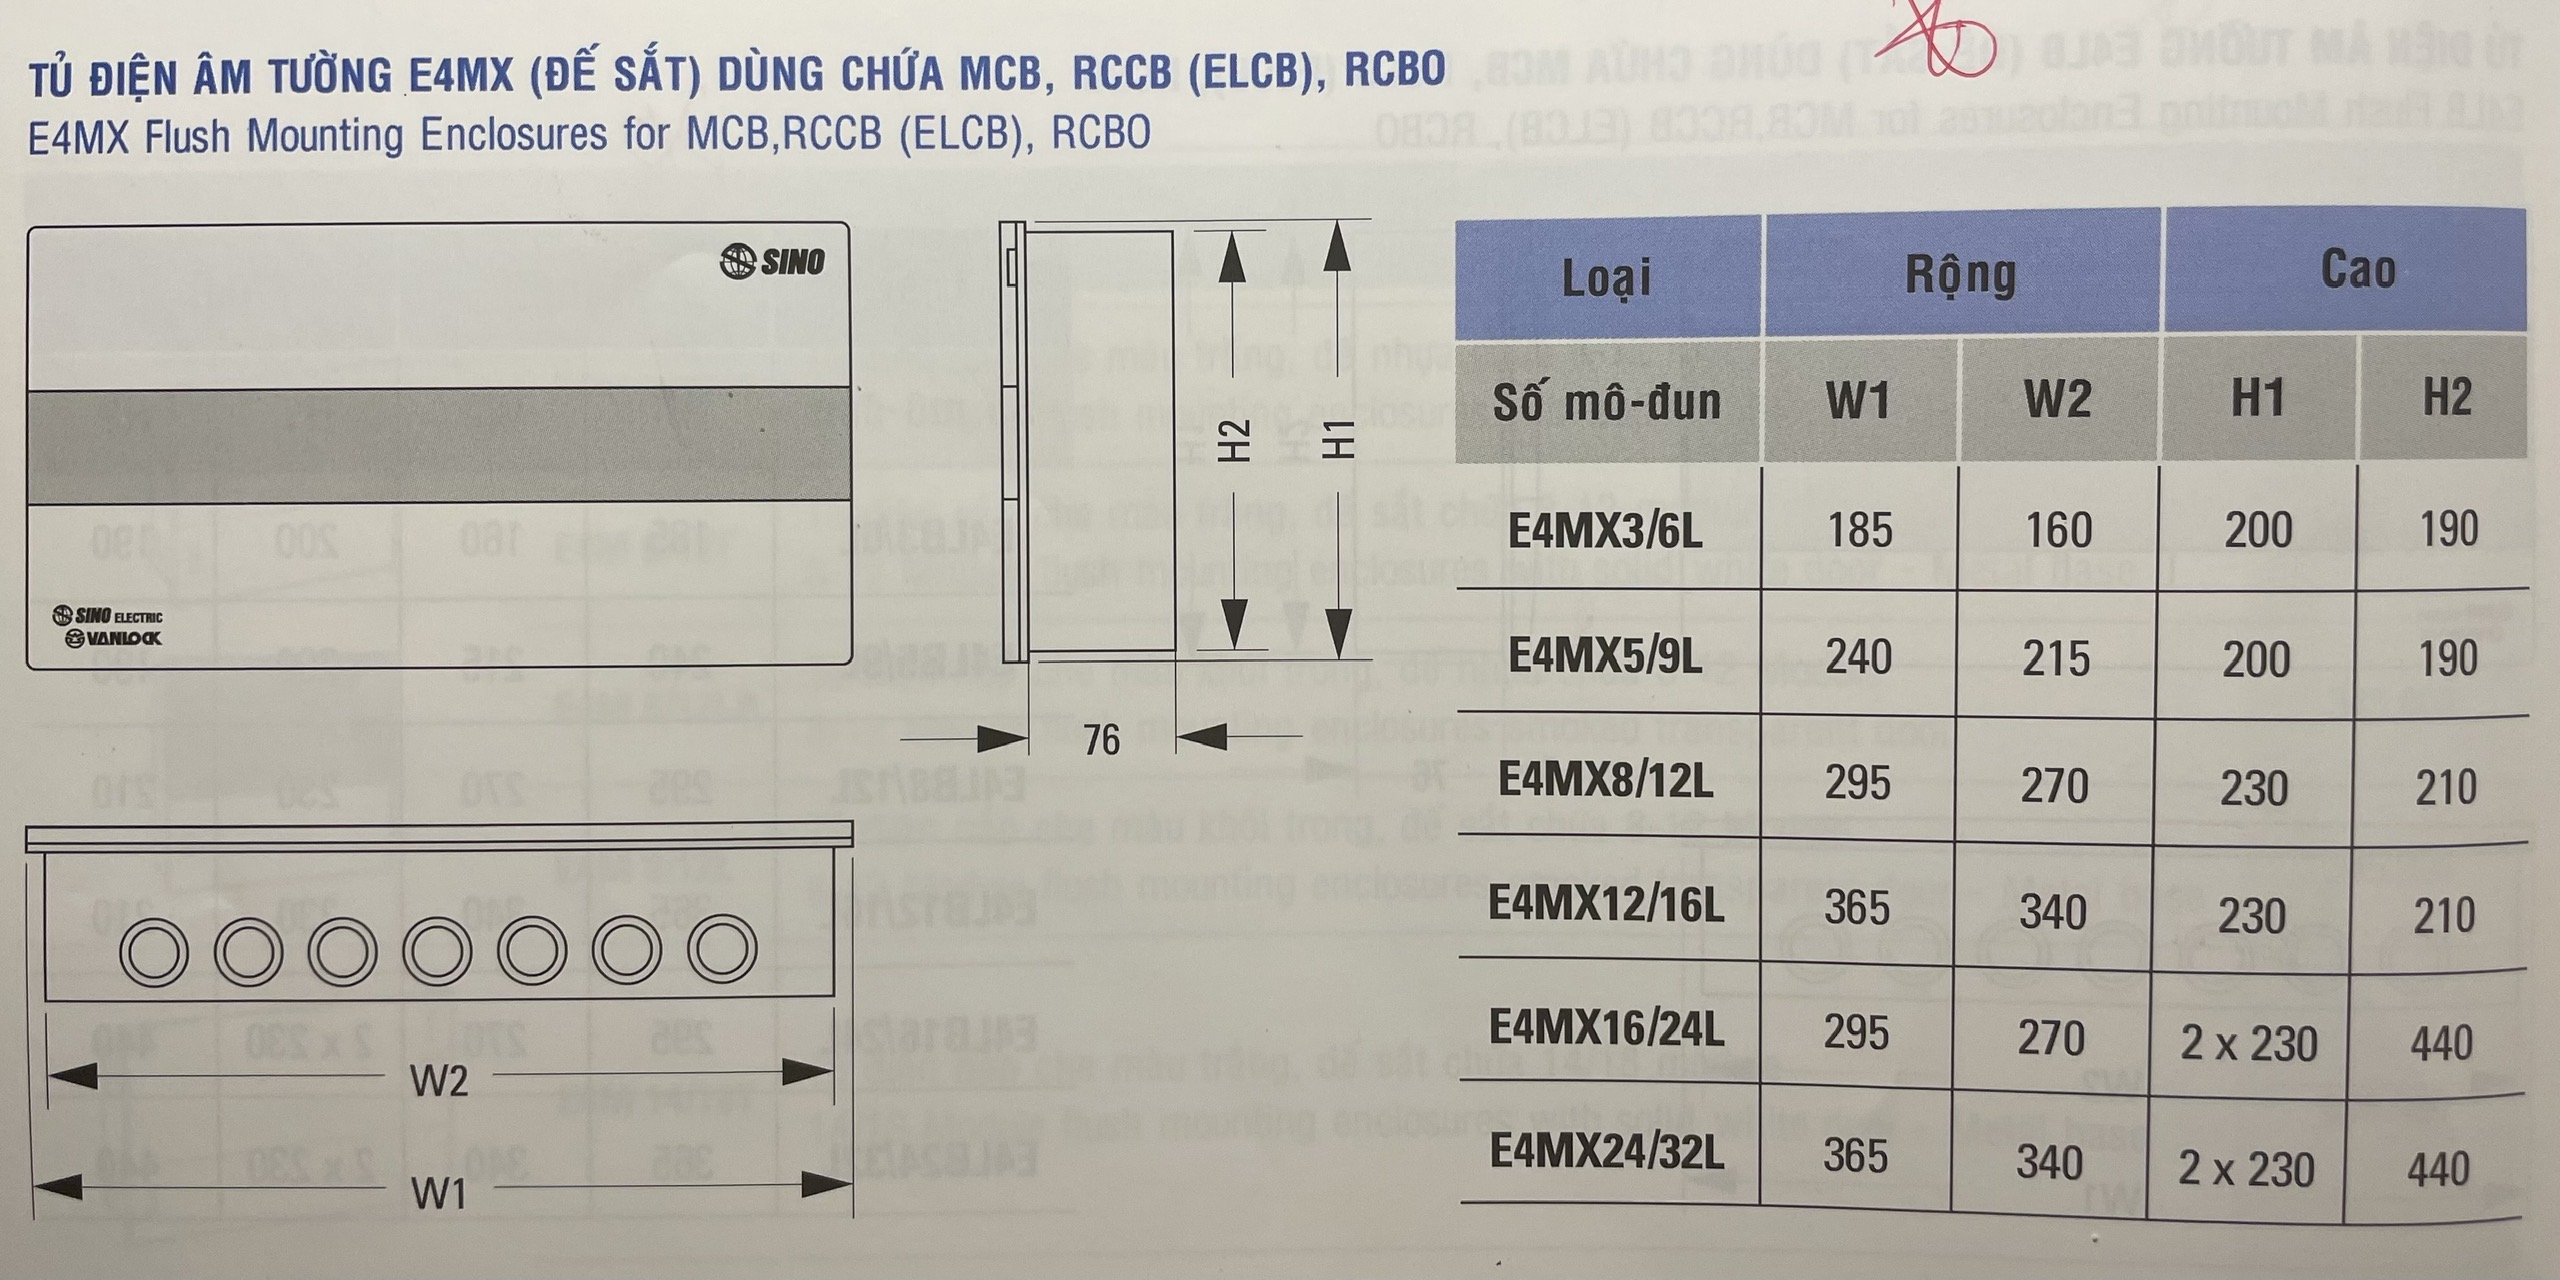 TỦ ĐIỆN ÂM TƯỜNG E4MX (ĐẾ SẮT) DÙNG CHỨA MCB, RCCB (ELCB), RCBO
E4MX Flush Mounting Enclosures for MCB,RCCB (ELCB), RCBO
SINO
SINO ELECTRIC
VANLOCK
H2
H1
76
W2
W1
Loại Rộng Cao
Số mô-đun W1 W2 H1 H2
E4MX3/6L 185 160 200 190
E4MX5/9L 240 215 200 190
E4MX8/12L 295 270 230 210
E4MX12/16L 365 340 230 210
E4MX16/24L 295 270 2 x 230 440
E4MX24/32L 365 340 2 x 230 440